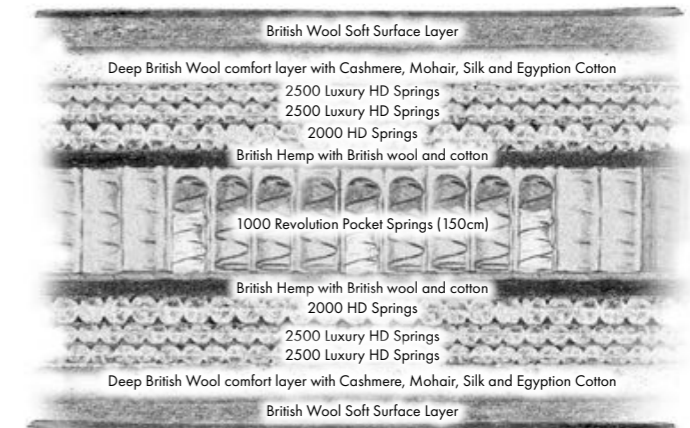 British Wool Soft Surface Layer
Deep British Wool comfort layer with Cashmere, Mohair, Silk and Egyption Cotton
2500 Luxury HD Springs
2500 Luxury HD Springs
2000 HD Springs
British Hemp with British wool and cotton
1000 Revolution Pocket Springs (150cm)
British Hemp with British wool and cotton
2000 HD Springs
2500 Luxury HD Springs
2500 Luxury HD Springs
Deep British Wool comfort layer with Cashmere, Mohair, Silk and Egyption Cotton
British Wool Soft Surface Layer